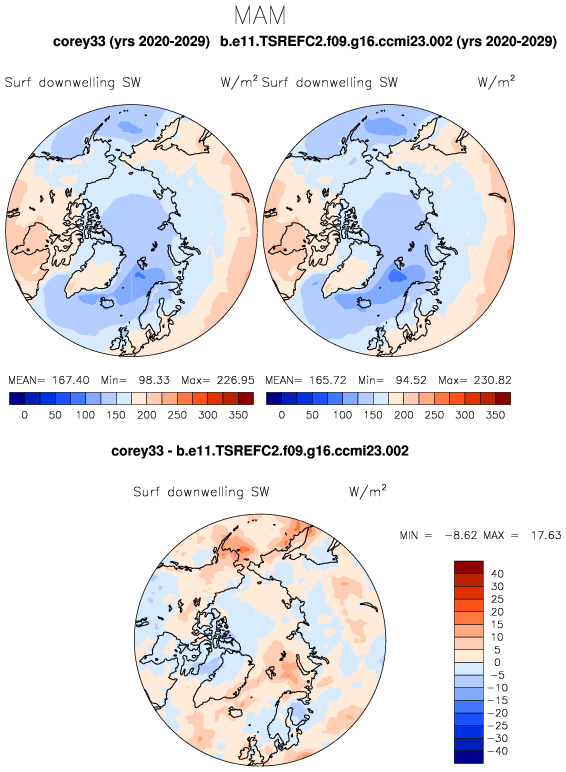 MAM
corey33 (yrs 2020-2029) b.e11.TSREFC2.f09.g16.ccmi23.002 (yrs 2020-2029)
Surf downwelling SW W/m² Surf downwelling SW W/m²
MEAN= 167.40 Min= 98.33 Max= 226.95 MEAN= 165.72 Min= 94.52 Max= 230.82
0 50 100 150 200 250 300 350 0 50 100 150 200 250 300 350
corey33 - b.e11.TSREFC2.f09.g16.ccmi23.002
Surf downwelling SW W/m²
MIN = -8.62 MAX = 17.63
40
30
25
20
15
10
5
0
-5
-10
-15
-20
-25
-30
-40